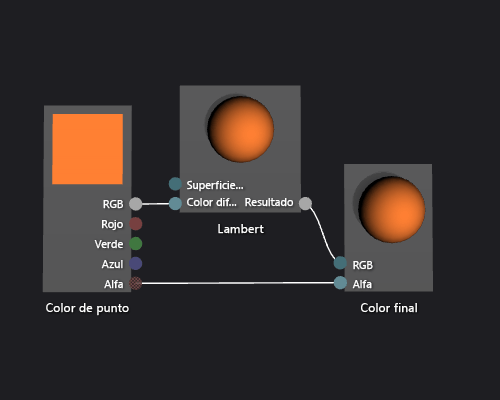 RGB
Rojo
Verde
Azul
Alfa
Color de punto
Superficie...
Color dif... Resultado
Lambert
RGB
Alfa
Color final